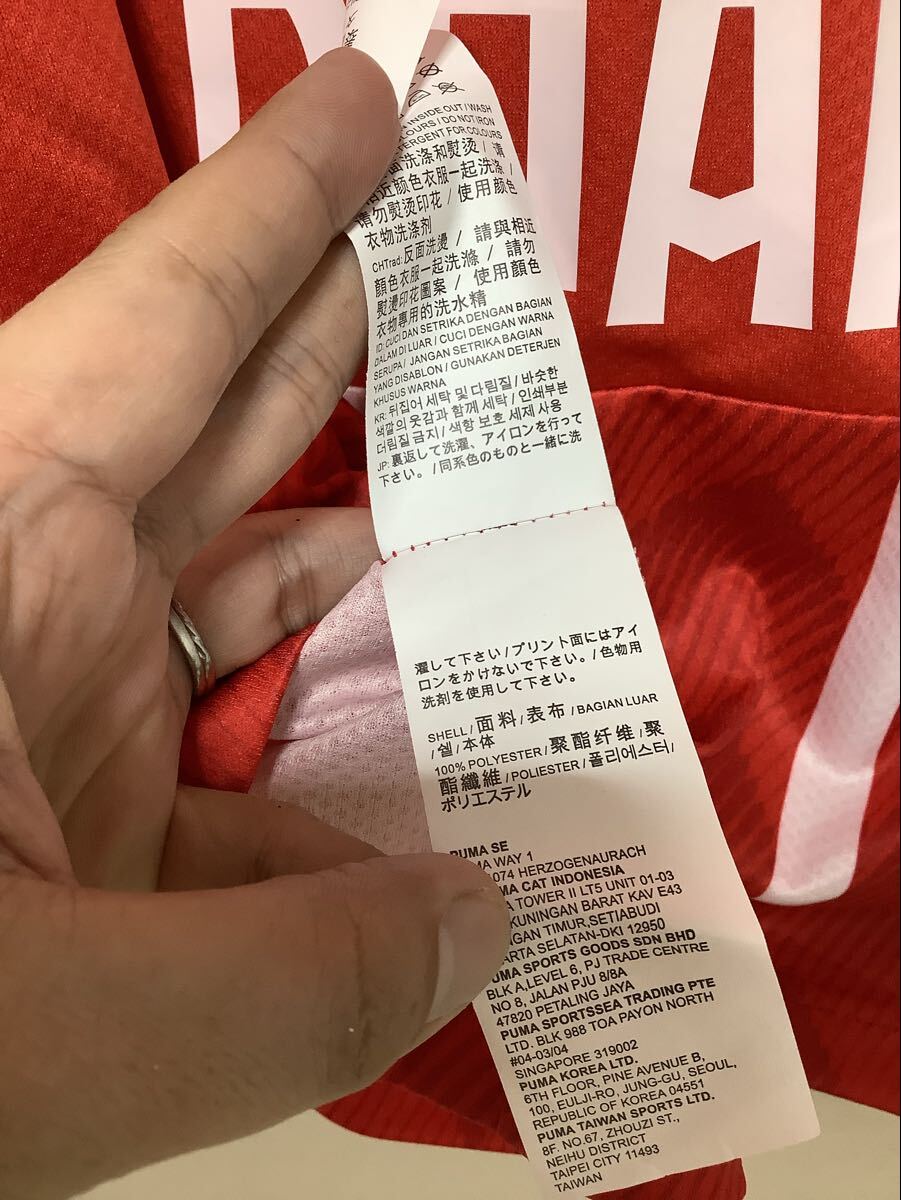 INSIDE OUT / WASH
COLOURS / DO NOT IRON
DETERGENT FOR COLOURS
面洗涤和熨烫 / 请
相近颜色衣服一起洗涤 /
请勿熨烫印花 / 使用颜色
衣物洗涤剂
CHTrad: 反面洗燙 / 請與相近
顏色衣服一起洗滌 / 請勿
熨燙印花圖案 / 使用顏色
衣物專用的洗水精
ID: CUCI DAN SETRIKA DENGAN BAGIAN
DALAM DI LUAR / CUCI DENGAN WARNA
SERUPA / JANGAN SETRIKA BAGIAN
YANG DISABLON / GUNAKAN DETERJEN
KHUSUS WARNA
KR: 뒤집어 세탁 및 다림질 / 비슷한
색깔의 옷감과 함께 세탁 / 인쇄부분
다림질 금지 / 색항 보호 세제 사용
JP: 裏返して洗濯、アイロンを行って
下さい。/ 同系色のものと一緒に洗
濯して下さい / プリント面にはアイ
ロンをかけないで下さい。/ 色物用
洗剤を使用して下さい。
SHELL / 面料 / 表布 / BAGIAN LUAR
/ 쉘 / 本体
100% POLYESTER / 聚酯纤维 / 聚
酯纖維 / POLIESTER / 폴리에스터 /
ポリエステル
PUMA SE
WAY 1
074 HERZOGENAURACH
CAT INDONESIA
TOWER II LT5 UNIT 01-03
KUNINGAN BARAT KAV E43
TIMUR, SETIABUDI
SELATAN-DKI 12950
PUMA SPORTS GOODS SDN BHD
BLK A, LEVEL 6, PJ TRADE CENTRE
NO 8, JALAN PJU 8/8A
47820 PETALING JAYA
PUMA SPORTSSEA TRADING PTE
LTD. BLK 988 TOA PAYON NORTH
#04-03/04
SINGAPORE 319002
PUMA KOREA LTD.
6TH FLOOR, PINE AVENUE B,
100, EULJI-RO, JUNG-GU, SEOUL,
REPUBLIC OF KOREA 04551
PUMA TAIWAN SPORTS LTD.
8F. NO.67, ZHOUZI ST.,
NEIHU DISTRICT
TAIPEI CITY 11493
TAIWAN